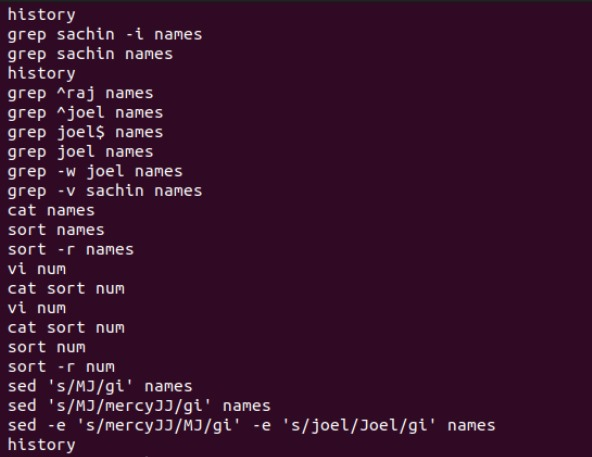 history
grep sachin -i names
grep sachin names
history
grep ^raj names
grep ^joel names
grep joel$ names
grep joel names
grep -w joel names
grep -v sachin names
cat names
sort names
sort -r names
vi num
cat sort num
vi num
cat sort num
sort num
sort -r num
sed 's/MJ/gi' names
sed 's/MJ/mercyJJ/gi' names
sed -e 's/mercyJJ/MJ/gi' -e 's/joel/Joel/gi' names
history